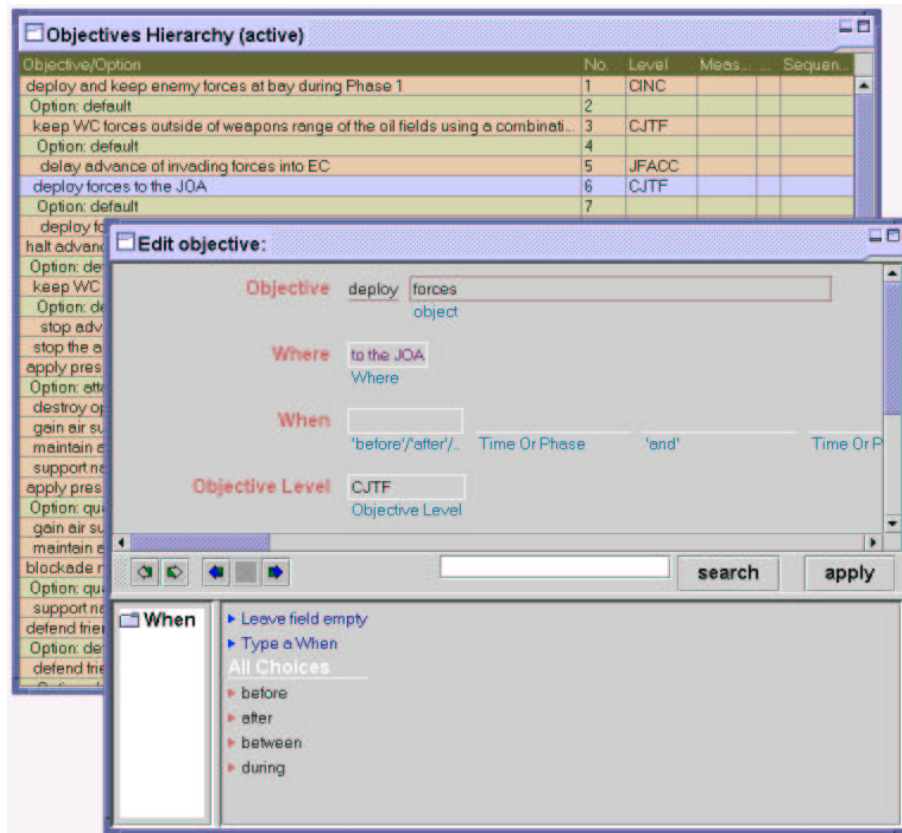 Objectives Hierarchy (active)
Objective/Option No. Level Meas... ... Sequen...
deploy and keep enemy forces at bay during Phase 1 1 CINC
Option: default 2
keep WC forces outside of weapons range of the oil fields using a combinati... 3 CJTF
Option: default 4
delay advance of invading forces into EC 5 JFACC
deploy forces to the JOA 6 CJTF
Option: default 7
deploy fo
halt advanc
Option: de
keep WC
Option: de
stop adv
stop the a
apply pres
Option: atta
destroy op
gain air su
maintain a
support na
apply pres
Option: qua
gain air su
maintain a
blockade n
Option: qua
support na
defend frien
Option: de
defend frie
Edit objective:
Objective deploy forces
object
Where to the JOA
Where
When
'before'/'after'/.. Time Or Phase 'and' Time Or P
Objective Level CJTF
Objective Level
search apply
When
Leave field empty
Type a When
All Choices
before
after
between
during